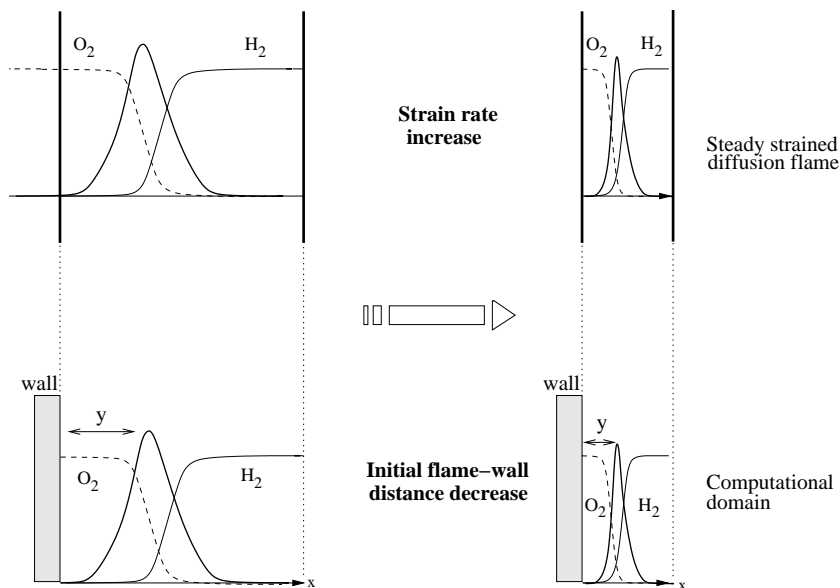 O2 H2
O2 H2
Strain rate
increase
Steady strained
diffusion flame
wall
y
O2
H2
x
Initial flame–wall
distance decrease
wall
y
O2 H2
x
Computational
domain